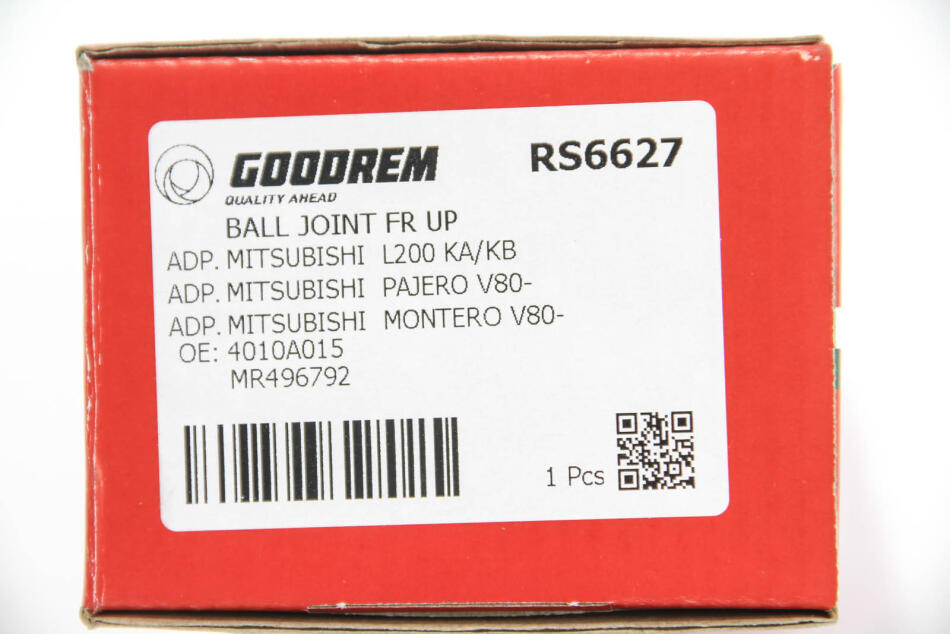 GOODREM
RS6627
QUALITY AHEAD
BALL JOINT FR UP
ADP. MITSUBISHI L200 KA/KB
ADP. MITSUBISHI PAJERO V80-
ADP. MITSUBISHI MONTERO V80-
OE: 4010A015
MR496792
1 Pcs